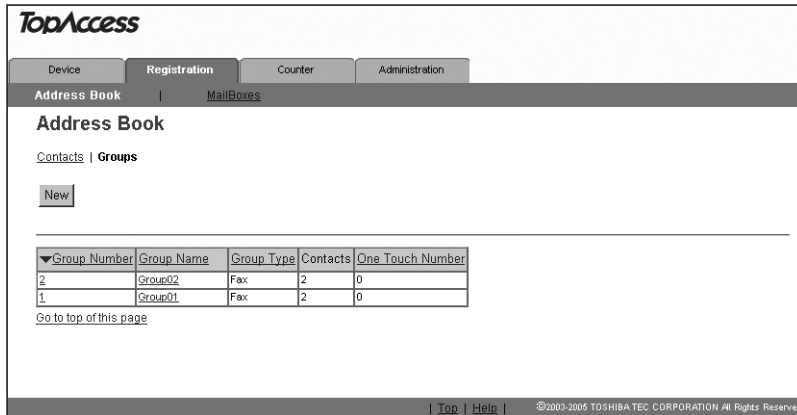 TopAccess
Device Registration Counter Administration
Address Book | MailBoxes
Address Book
Contacts | Groups
New
▼Group Number Group Name Group Type Contacts One Touch Number
2 Group02 Fax 2 0
1 Group01 Fax 2 0
Go to top of this page
| Top | Help | ©2003-2005 TOSHIBA TEC CORPORATION All Rights Reserve